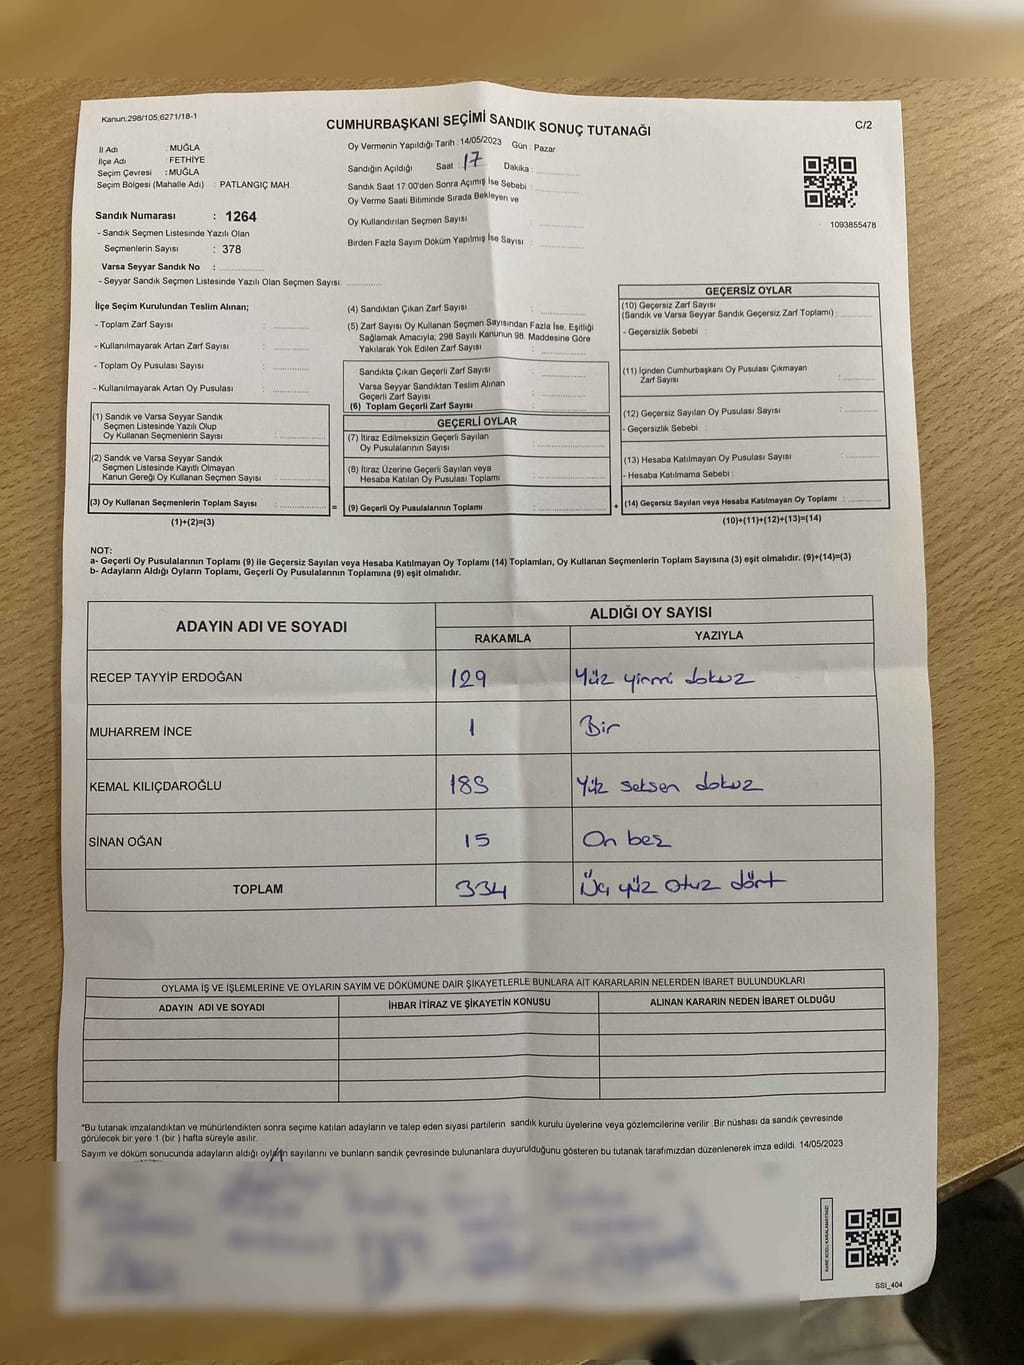 Kanun;298/105,6271/18-1
CUMHURBAŞKANI SEÇİMİ SANDIK SONUÇ TUTANAĞI
C/2
İl Adı : MUĞLA
İlçe Adı : FETHİYE
Seçim Çevresi : MUĞLA
Seçim Bölgesi (Mahalle Adı) : PATLANGIÇ MAH.
Sandık Numarası : 1264
- Sandık Seçmen Listesinde Yazılı Olan
Seçmenlerin Sayısı : 378
Varsa Seyyar Sandık No :
- Seyyar Sandık Seçmen Listesinde Yazılı Olan Seçmen Sayısı:
Oy Vermenin Yapıldığı Tarih : 14/05/2023 Gün : Pazar
Sandığın Açıldığı Saat : 17 Dakika :
Sandık Saat 17:00'den Sonra Açımış İse Sebebi :
Oy Verme Saati Bitiminde Sırada Bekleyen ve
Oy Kullandırılan Seçmen Sayısı :
Birden Fazla Sayım Döküm Yapılmış İse Sayısı :
1093855478
İlçe Seçim Kurulundan Teslim Alınan;
- Toplam Zarf Sayısı :
- Kullanılmayarak Artan Zarf Sayısı :
- Toplam Oy Pusulası Sayısı :
- Kullanılmayarak Artan Oy Pusulası :
(1) Sandık ve Varsa Seyyar Sandık
Seçmen Listesinde Yazılı Olup
Oy Kullanan Seçmenlerin Sayısı :
(2) Sandık ve Varsa Seyyar Sandık
Seçmen Listesinde Kayıtlı Olmayan
Kanun Gereği Oy Kullanan Seçmen Sayısı :
(3) Oy Kullanan Seçmenlerin Toplam Sayısı :
(1)+(2)=(3)
=
(4) Sandıktan Çıkan Zarf Sayısı :
(5) Zarf Sayısı Oy Kullanan Seçmen Sayısından Fazla İse, Eşitliği
Sağlamak Amacıyla; 298 Sayılı Kanunun 98. Maddesine Göre
Yakılarak Yok Edilen Zarf Sayısı :
Sandıkta Çıkan Geçerli Zarf Sayısı :
Varsa Seyyar Sandıktan Teslim Alınan
Geçerli Zarf Sayısı :
(6) Toplam Geçerli Zarf Sayısı :
GEÇERLİ OYLAR
(7) İtiraz Edilmeksizin Geçerli Sayılan
Oy Pusulalarının Sayısı :
(8) İtiraz Üzerine Geçerli Sayılan veya
Hesaba Katılan Oy Pusulası Toplamı :
(9) Geçerli Oy Pusulalarının Toplamı :
+
GEÇERSİZ OYLAR
(10) Geçersiz Zarf Sayısı
(Sandık ve Varsa Seyyar Sandık Geçersiz Zarf Toplamı) :
- Geçersizlik Sebebi :
(11) İçinden Cumhurbaşkanı Oy Pusulası Çıkmayan
Zarf Sayısı :
(12) Geçersiz Sayılan Oy Pusulası Sayısı :
- Geçersizlik Sebebi :
(13) Hesaba Katılmayan Oy Pusulası Sayısı :
- Hesaba Katılmama Sebebi :
(14) Geçersiz Sayılan veya Hesaba Katılmayan Oy Toplamı :
(10)+(11)+(12)+(13)=(14)
NOT:
a- Geçerli Oy Pusulalarının Toplamı (9) ile Geçersiz Sayılan veya Hesaba Katılmayan Oy Toplamı (14) Toplamları, Oy Kullanan Seçmenlerin Toplam Sayısına (3) eşit olmalıdır. (9)+(14)=(3)
b- Adayların Aldığı Oyların Toplamı, Geçerli Oy Pusulalarının Toplamına (9) eşit olmalıdır.
ADAYIN ADI VE SOYADI
ALDIĞI OY SAYISI
RAKAMLA YAZIYLA
RECEP TAYYİP ERDOĞAN 129 Yüz yirmi dokuz
MUHARREM İNCE 1 Bir
KEMAL KILIÇDAROĞLU 189 Yüz seksen dokuz
SİNAN OĞAN 15 On beş
TOPLAM 334 Üç yüz otuz dört
OYLAMA İŞ VE İŞLEMLERİNE VE OYLARIN SAYIM VE DÖKÜMÜNE DAİR ŞİKAYETLERLE BUNLARA AİT KARARLARIN NELERDEN İBARET BULUNDUKLARI
ADAYIN ADI VE SOYADI İHBAR İTİRAZ VE ŞİKAYETİN KONUSU ALINAN KARARIN NEDEN İBARET OLDUĞU
*Bu tutanak imzalandıktan ve mühürlendikten sonra seçime katılan adayların ve talep eden siyasi partilerin sandık kurulu üyelerine veya gözlemcilerine verilir .Bir nüshası da sandık çevresinde
görülecek bir yere 1 (bir ) hafta süreyle asılır.
Sayım ve döküm sonucunda adayların aldığı oyların sayılarını ve bunların sandık çevresinde bulunanlara duyurulduğunu gösteren bu tutanak tarafımızdan düzenlenerek imza edildi. 14/05/2023
KARE KODU KARALAMAYINIZ!
SSI_404